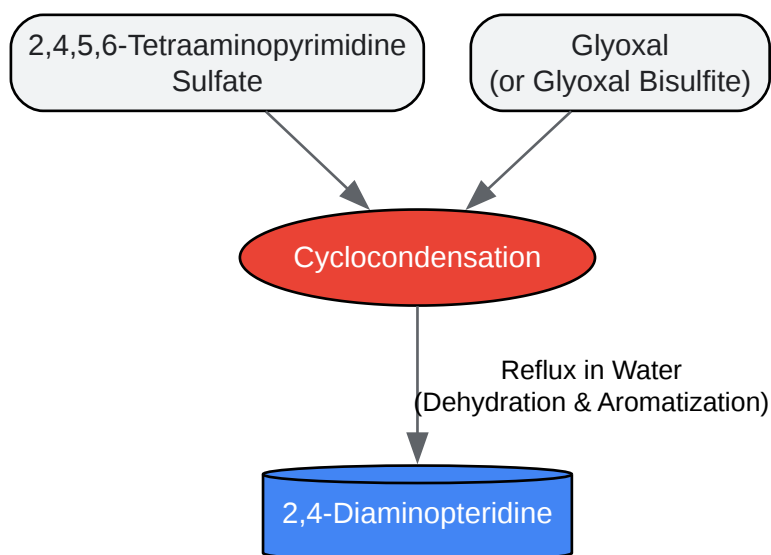 2,4,5,6-Tetraaminopyrimidine
Sulfate
Glyoxal
(or Glyoxal Bisulfite)
Cyclocondensation
Reflux in Water
(Dehydration & Aromatization)
2,4-Diaminopteridine